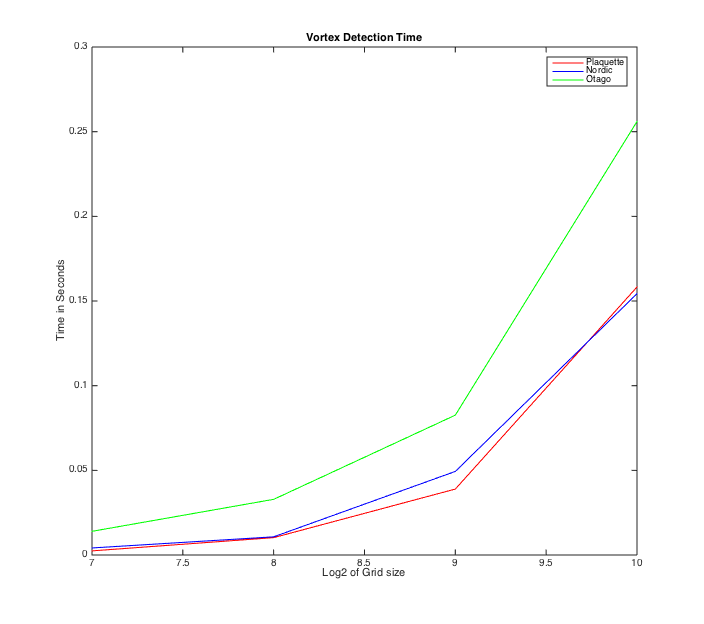 Vortex Detection Time
0.3
0.25
0.2
0.15
0.1
0.05
0
Time in Seconds
Plaquette
Nordic
Otago
7 7.5 8 8.5 9 9.5 10
Log2 of Grid size